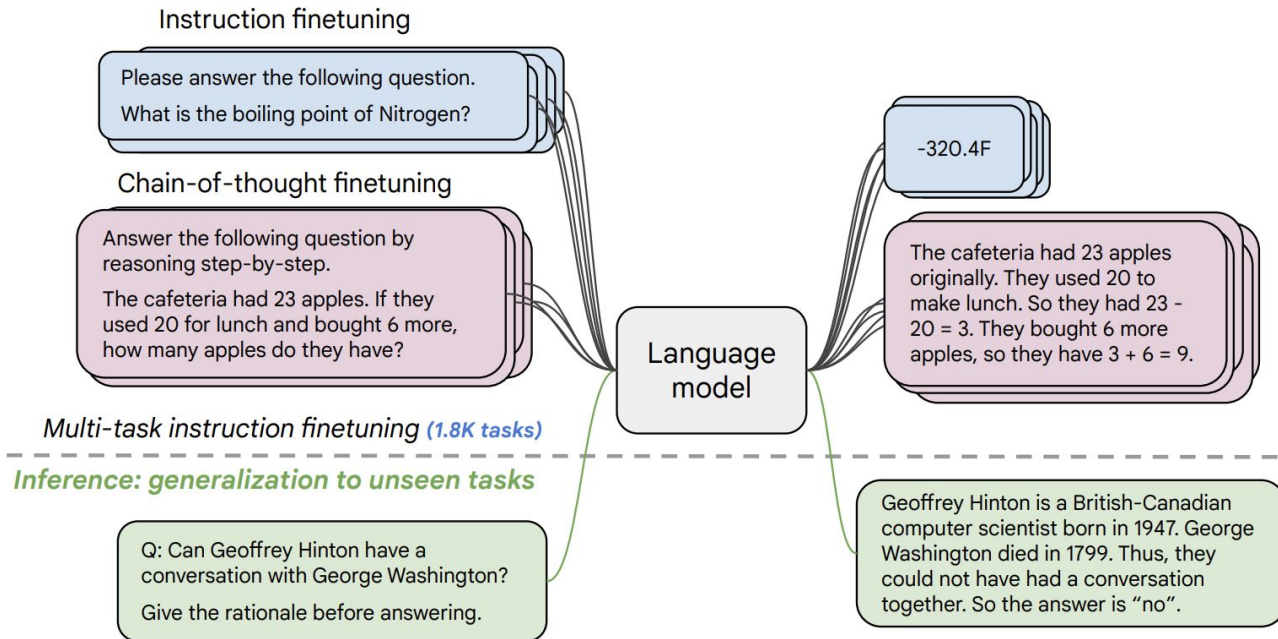 Instruction finetuning
Please answer the following question.
What is the boiling point of Nitrogen?
-320.4F
Chain-of-thought finetuning
Answer the following question by
reasoning step-by-step.
The cafeteria had 23 apples. If they
used 20 for lunch and bought 6 more,
how many apples do they have?
Language
model
The cafeteria had 23 apples
originally. They used 20 to
make lunch. So they had 23 -
20 = 3. They bought 6 more
apples, so they have 3 + 6 = 9.
Multi-task instruction finetuning (1.8K tasks)
Inference: generalization to unseen tasks
Q: Can Geoffrey Hinton have a
conversation with George Washington?
Give the rationale before answering.
Geoffrey Hinton is a British-Canadian
computer scientist born in 1947. George
Washington died in 1799. Thus, they
could not have had a conversation
together. So the answer is “no”.